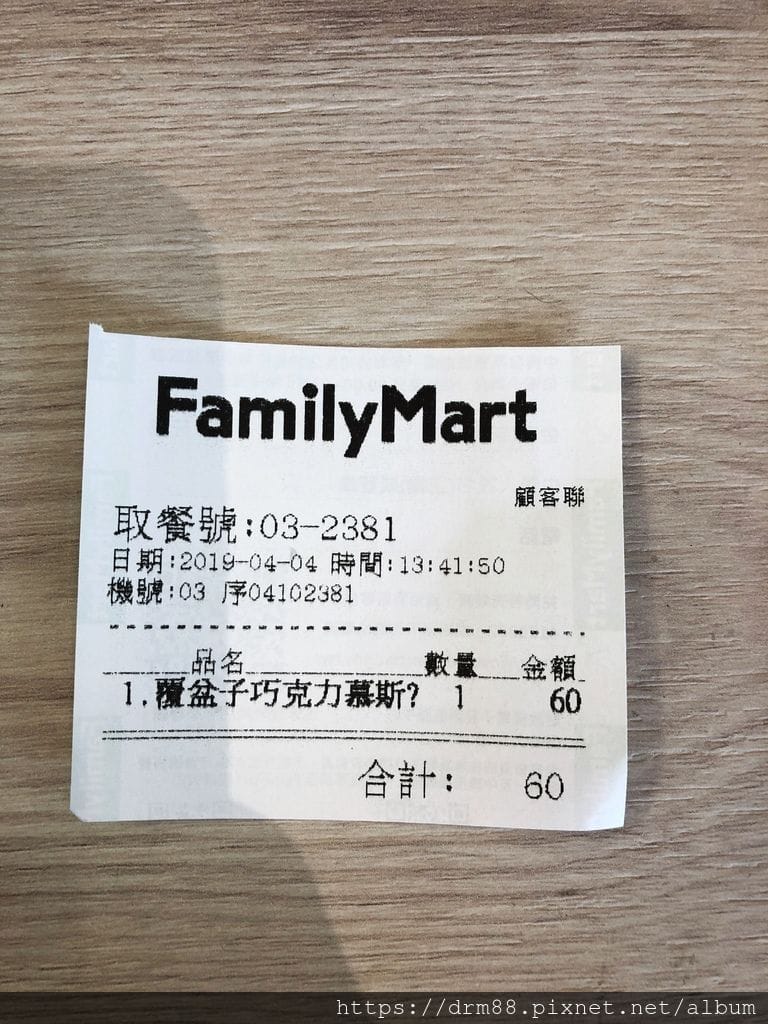 FamilyMart
顧客聯
取餐號:03-2381
日期:2019-04-04 時間:13:41:50
機號:03 序04102381
品名 數量 金額
1.覆盆子巧克力慕斯? 1 60
合計: 60
https://drm88.pixnet.net/album